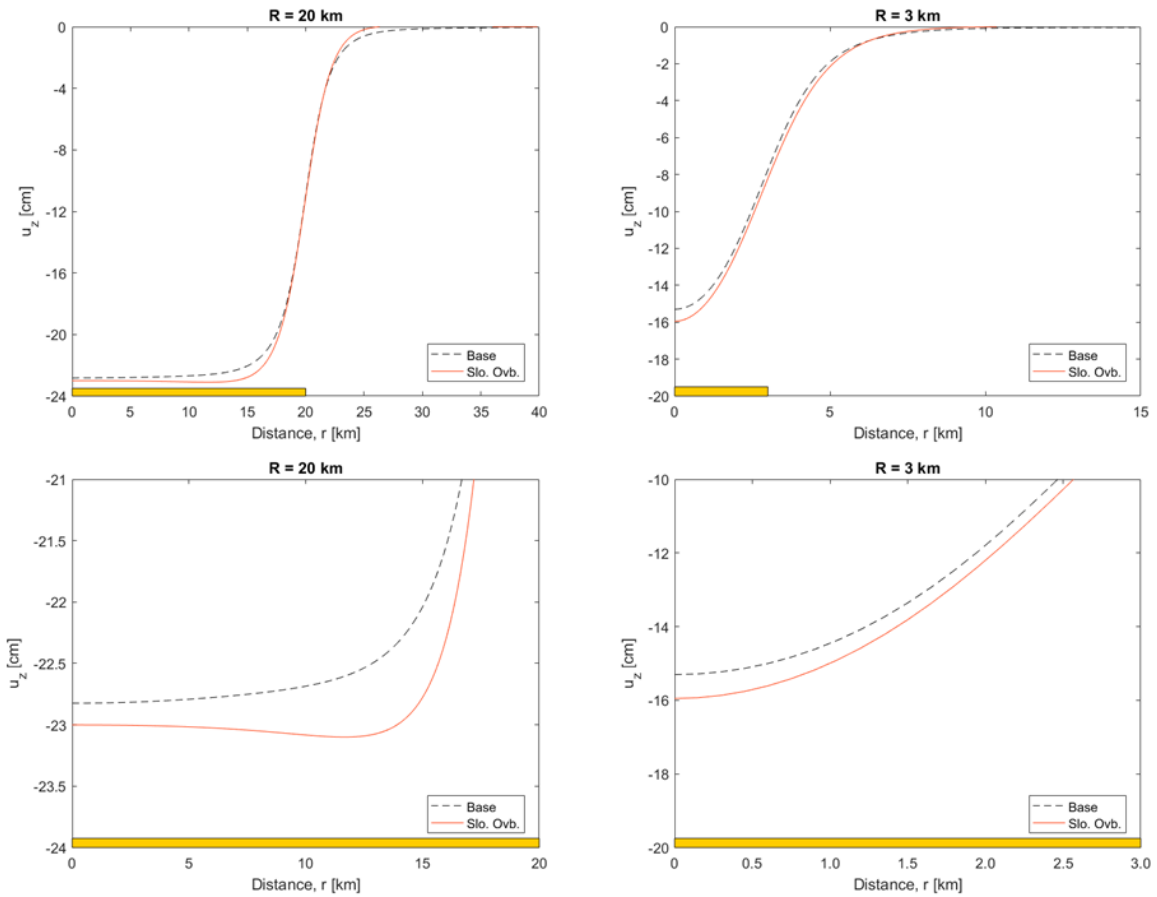 R = 20 km
0
-4
-8
-12
-16
-20
-24
u_z [cm]
0 5 10 15 20 25 30 35 40
Distance, r [km]
Base
Slo. Ovb.
R = 3 km
0
-2
-4
-6
-8
-10
-12
-14
-16
-18
-20
u_z [cm]
0 5 10 15
Distance, r [km]
Base
Slo. Ovb.
R = 20 km
-21
-21.5
-22
-22.5
-23
-23.5
-24
u_z [cm]
0 5 10 15 20
Distance, r [km]
Base
Slo. Ovb.
R = 3 km
-10
-12
-14
-16
-18
-20
u_z [cm]
0 0.5 1.0 1.5 2.0 2.5 3.0
Distance, r [km]
Base
Slo. Ovb.